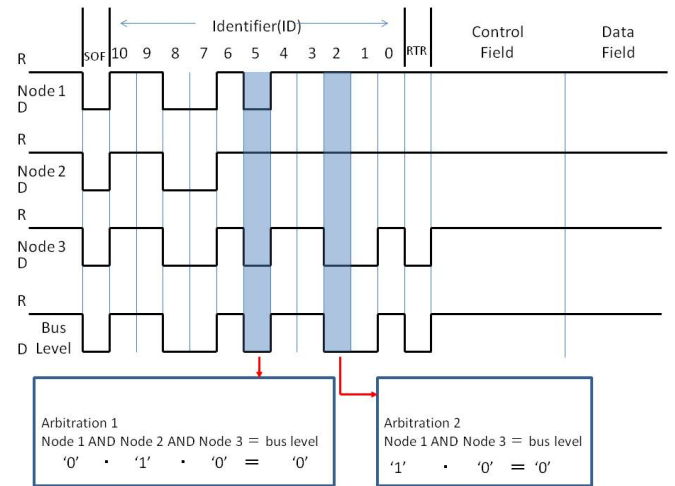 Identifier(ID)
SOF 10 9 8 7 6 5 4 3 2 1 0 RTR
Control
Field
Data
Field
R
Node 1
D
R
Node 2
D
R
Node 3
D
R
Bus
D Level
Arbitration 1
Node 1 AND Node 2 AND Node 3 = bus level
‘0’ · ‘1’ · ‘0’ = ‘0’
Arbitration 2
Node 1 AND Node 3 = bus level
‘1’ · ‘0’ = ‘0’